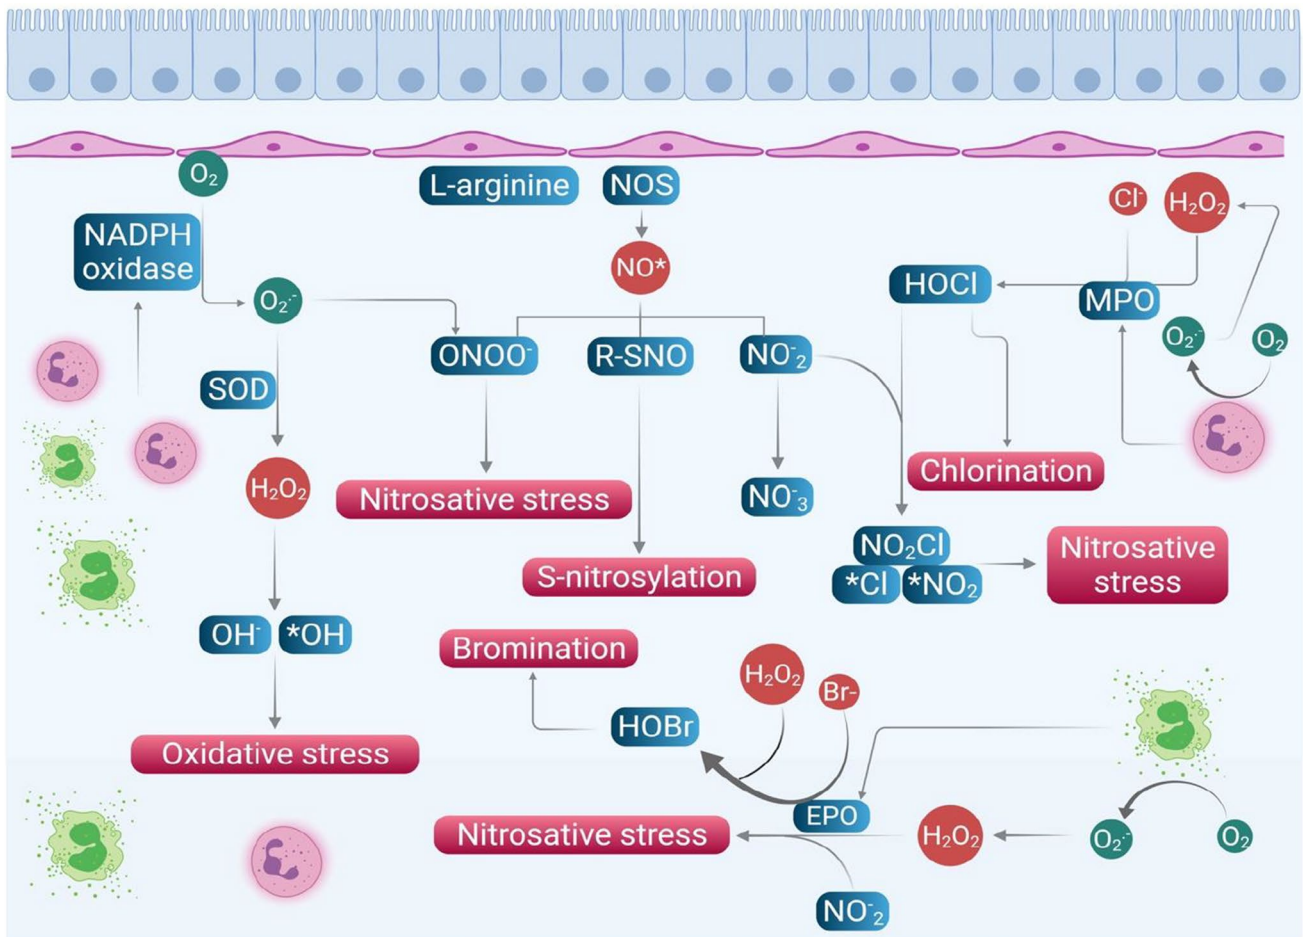 O₂
L-arginine
NOS
Cl⁻
H₂O₂
NADPH
oxidase
NO*
HOCl
MPO
O₂·⁻
ONOO⁻
R-SNO
NO⁻₂
O₂·⁻
O₂
SOD
H₂O₂
Nitrosative stress
NO⁻₃
Chlorination
S-nitrosylation
NO₂Cl
*Cl
*NO₂
Nitrosative
stress
OH⁻
*OH
Bromination
H₂O₂
Br-
HOBr
Oxidative stress
EPO
Nitrosative stress
H₂O₂
O₂·⁻
O₂
NO⁻₂